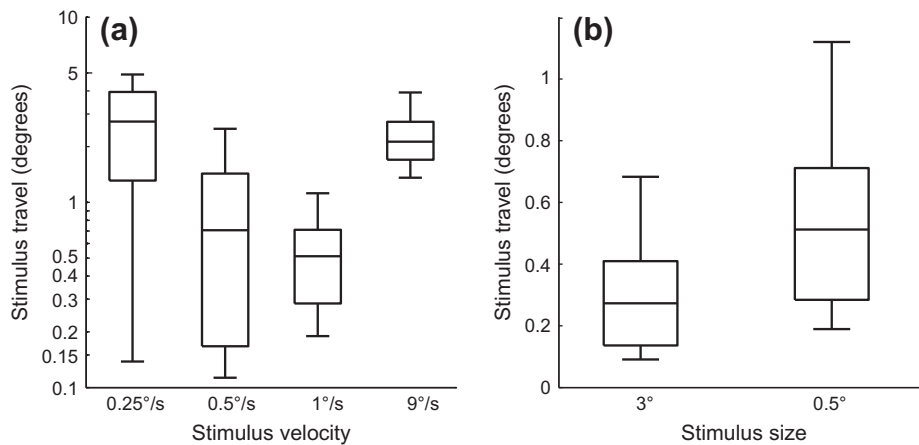 (a)
Stimulus travel (degrees)
10
5
1
0.5
0.4
0.3
0.2
0.15
0.1
0.25°/s 0.5°/s 1°/s 9°/s
Stimulus velocity
(b)
Stimulus travel (degrees)
1
0.8
0.6
0.4
0.2
0
3° 0.5°
Stimulus size